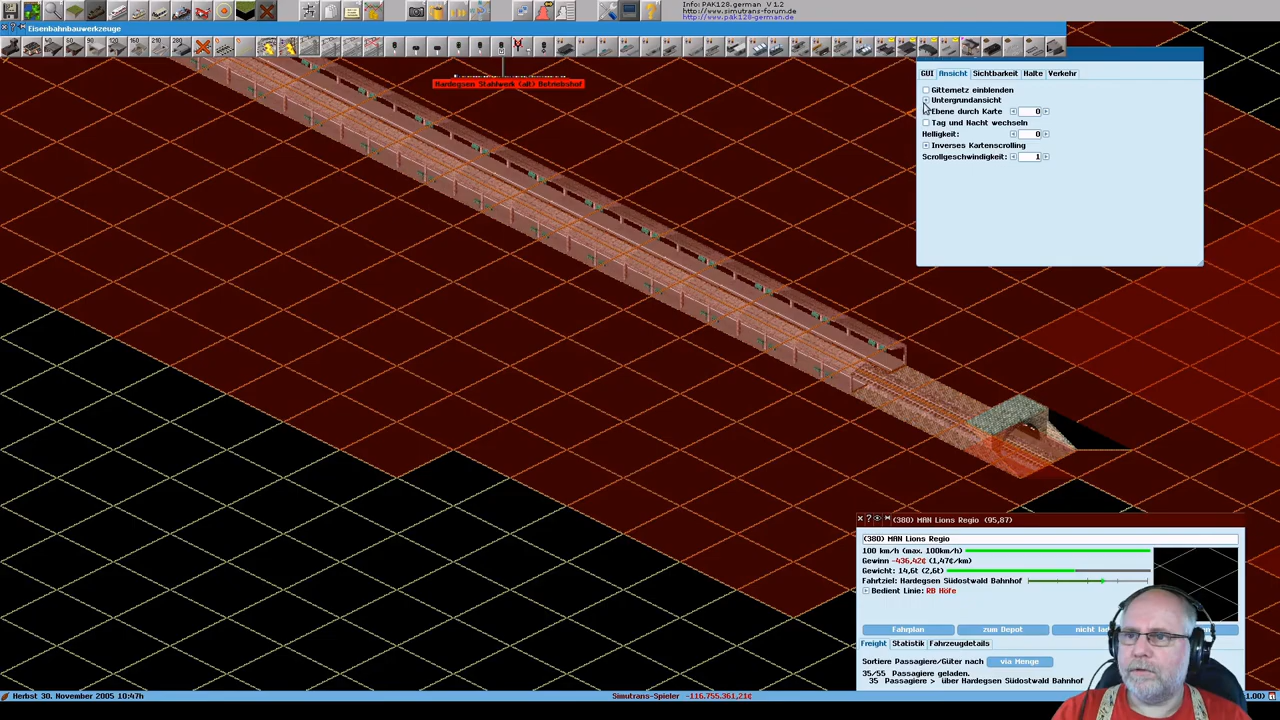 Info: PAK128.german V 1.2
http://www.simutrans-forum.de
http://www.pak128-german.de
Eisenbahnbauwerkzeuge
Hardegsen Stahlwerk (alt) Betriebshof
GUI Ansicht Sichtbarkeit Halte Verkehr
Gitternetz einblenden
Untergrundansicht
Ebene durch Karte 0
Tag und Nacht wechseln
Helligkeit: 0
Inverses Kartenscrolling
Scrollgeschwindigkeit: 1
(380) MAN Lions Regio (95,87)
(380) MAN Lions Regio
100 km/h (max. 100km/h)
Gewinn -436,42¢ (1,47¢/km)
Gewicht: 14,6t (2,6t)
Fahrtziel: Hardegsen Südostwald Bahnhof
Bedient Linie: RB Höfe
Fahrplan zum Depot nicht
Freight Statistik Fahrzeugdetails
Sortiere Passagiere/Güter nach via Menge
35/55 Passagiere geladen.
35 Passagiere > über Hardegsen Südostwald Bahnhof
Herbst 30. November 2005 10:47h Simutrans-Spieler -116.755.361,21¢